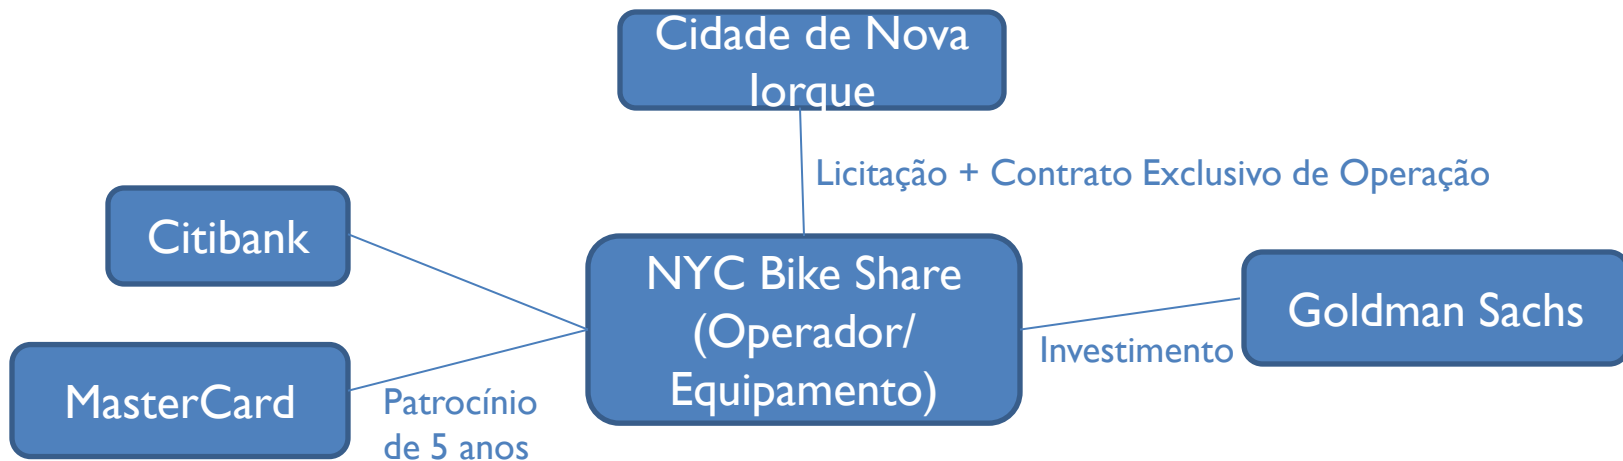 Cidade de Nova
Iorque
Licitação + Contrato Exclusivo de Operação
Citibank
NYC Bike Share
(Operador/
Equipamento)
Goldman Sachs
Investimento
MasterCard
Patrocínio
de 5 anos